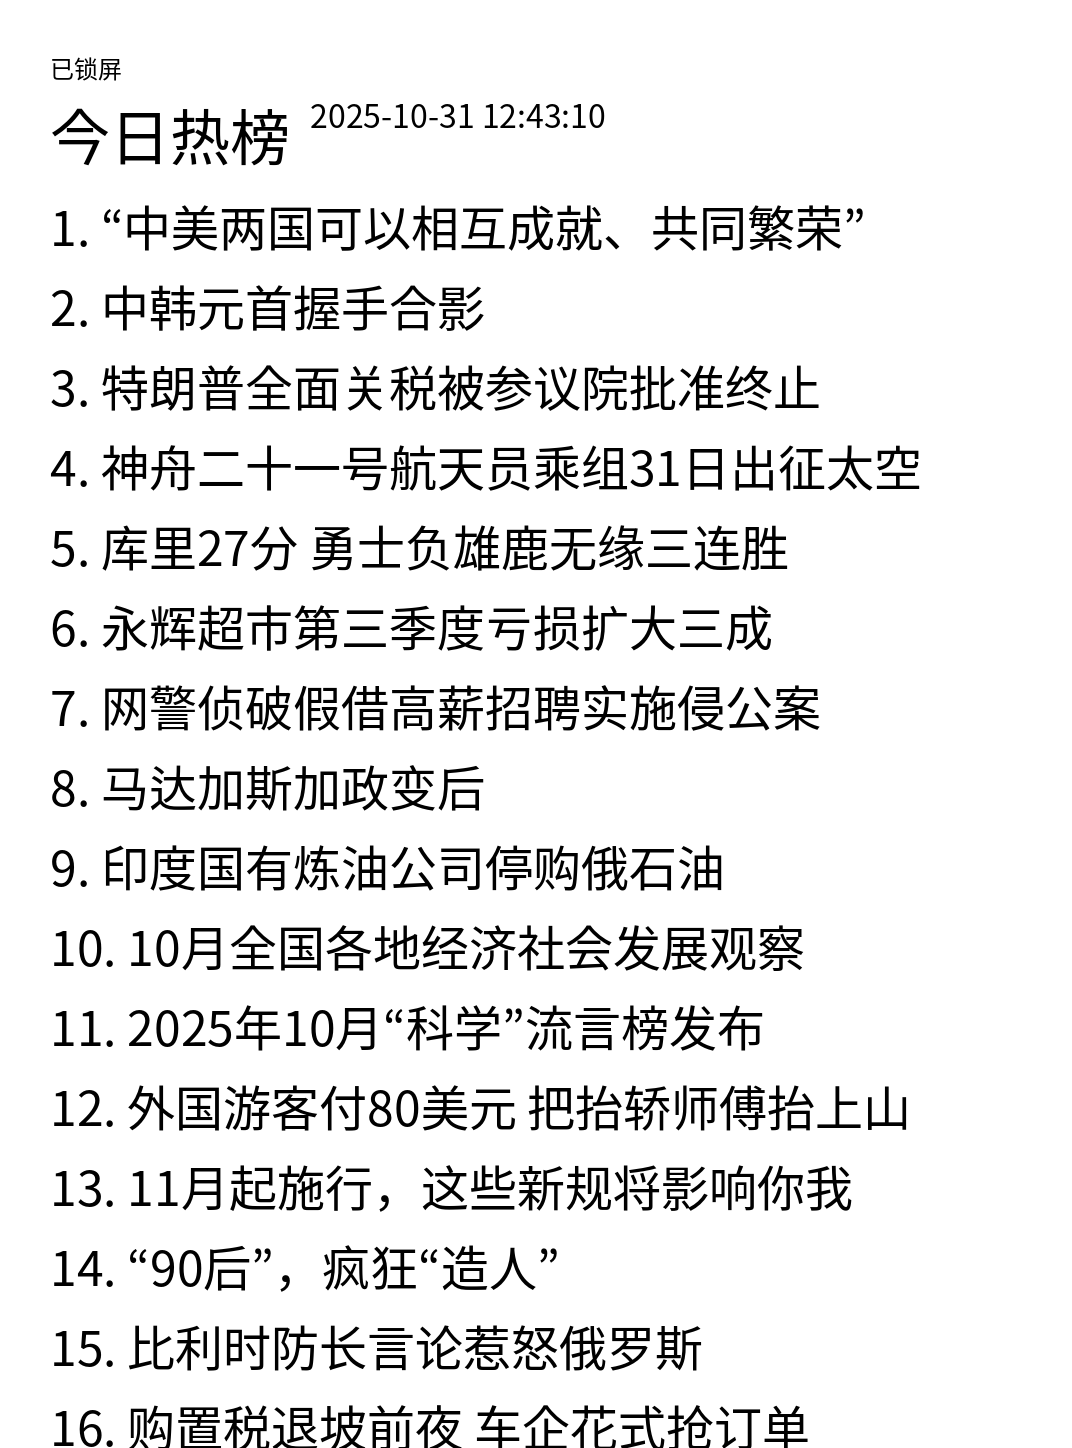 已锁屏
今日热榜 2025-10-31 12:43:10
1. “中美两国可以相互成就、共同繁荣”
2. 中韩元首握手合影
3. 特朗普全面关税被参议院批准终止
4. 神舟二十一号航天员乘组31日出征太空
5. 库里27分 勇士负雄鹿无缘三连胜
6. 永辉超市第三季度亏损扩大三成
7. 网警侦破假借高薪招聘实施侵公案
8. 马达加斯加政变后
9. 印度国有炼油公司停购俄石油
10. 10月全国各地经济社会发展观察
11. 2025年10月“科学”流言榜发布
12. 外国游客付80美元 把抬轿师傅抬上山
13. 11月起施行，这些新规将影响你我
14. “90后”，疯狂“造人”
15. 比利时防长言论惹怒俄罗斯
16. 购置税退坡前夜 车企花式抢订单